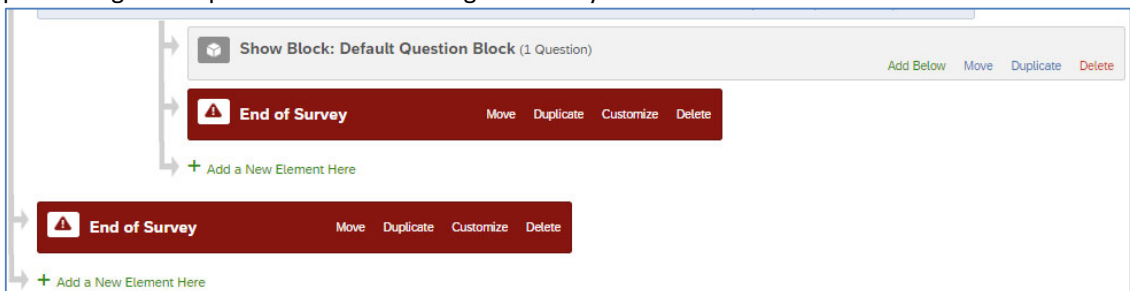 Show Block: Default Question Block (1 Question)
Add Below Move Duplicate Delete
End of Survey Move Duplicate Customize Delete
+ Add a New Element Here
End of Survey Move Duplicate Customize Delete
+ Add a New Element Here